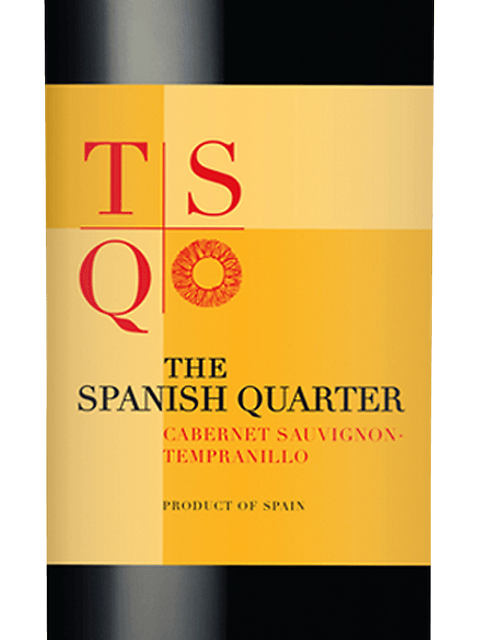 T S
Q
THE
SPANISH QUARTER
CABERNET SAUVIGNON-
TEMPRANILLO
PRODUCT OF SPAIN